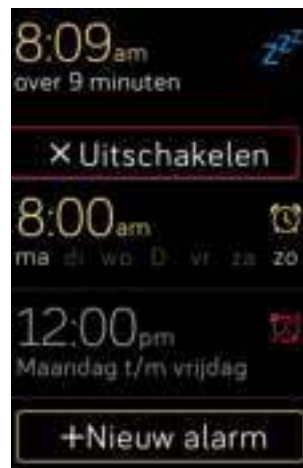 8:09am zzz
over 9 minuten
× Uitschakelen
8:00am
ma di wo D vr za zo
12:00pm
Maandag t/m vrijdag
+Nieuw alarm